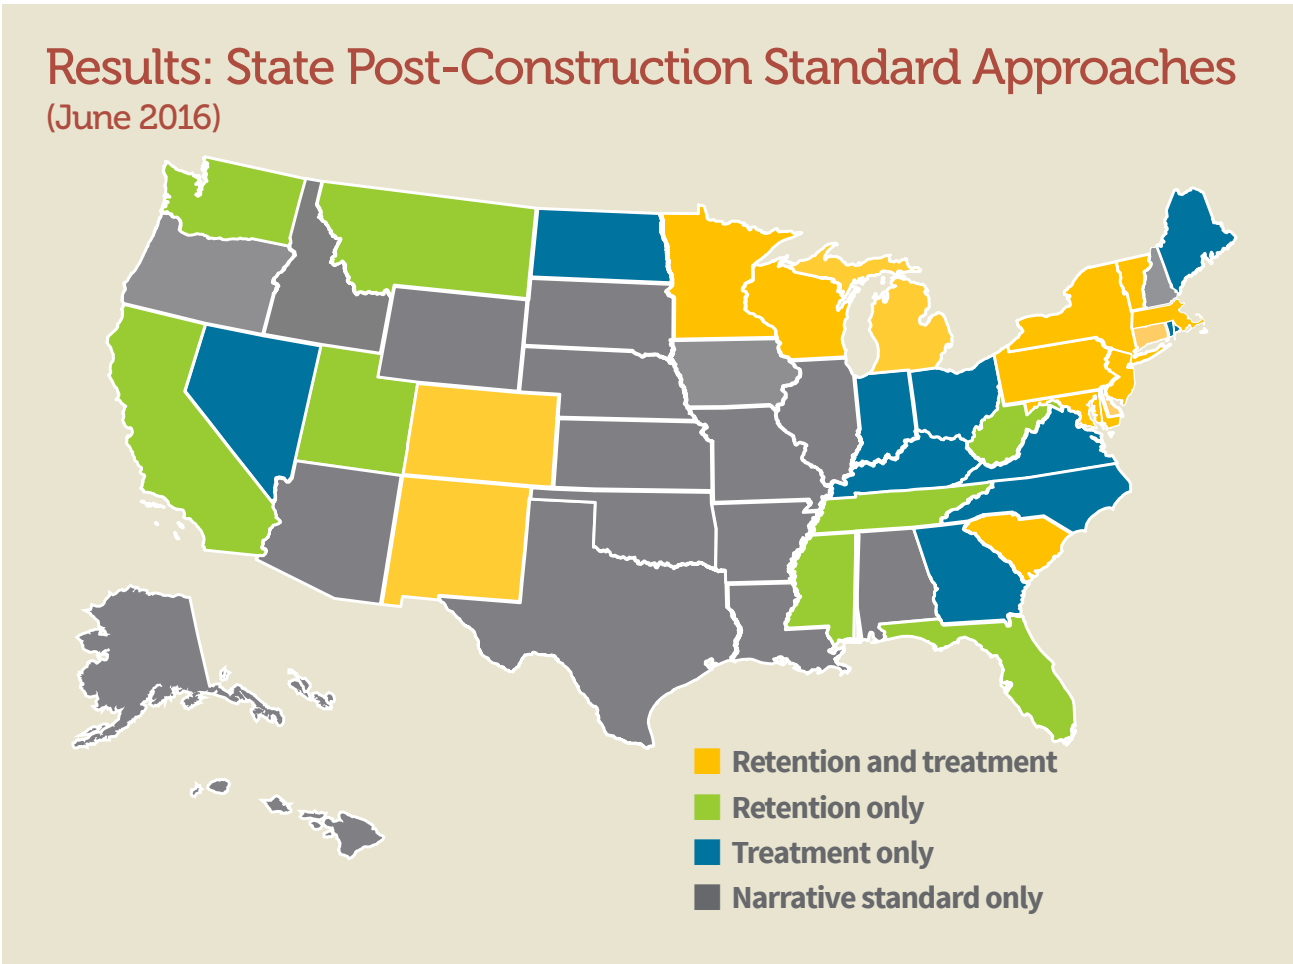 Results: State Post-Construction Standard Approaches
(June 2016)
Retention and treatment
Retention only
Treatment only
Narrative standard only